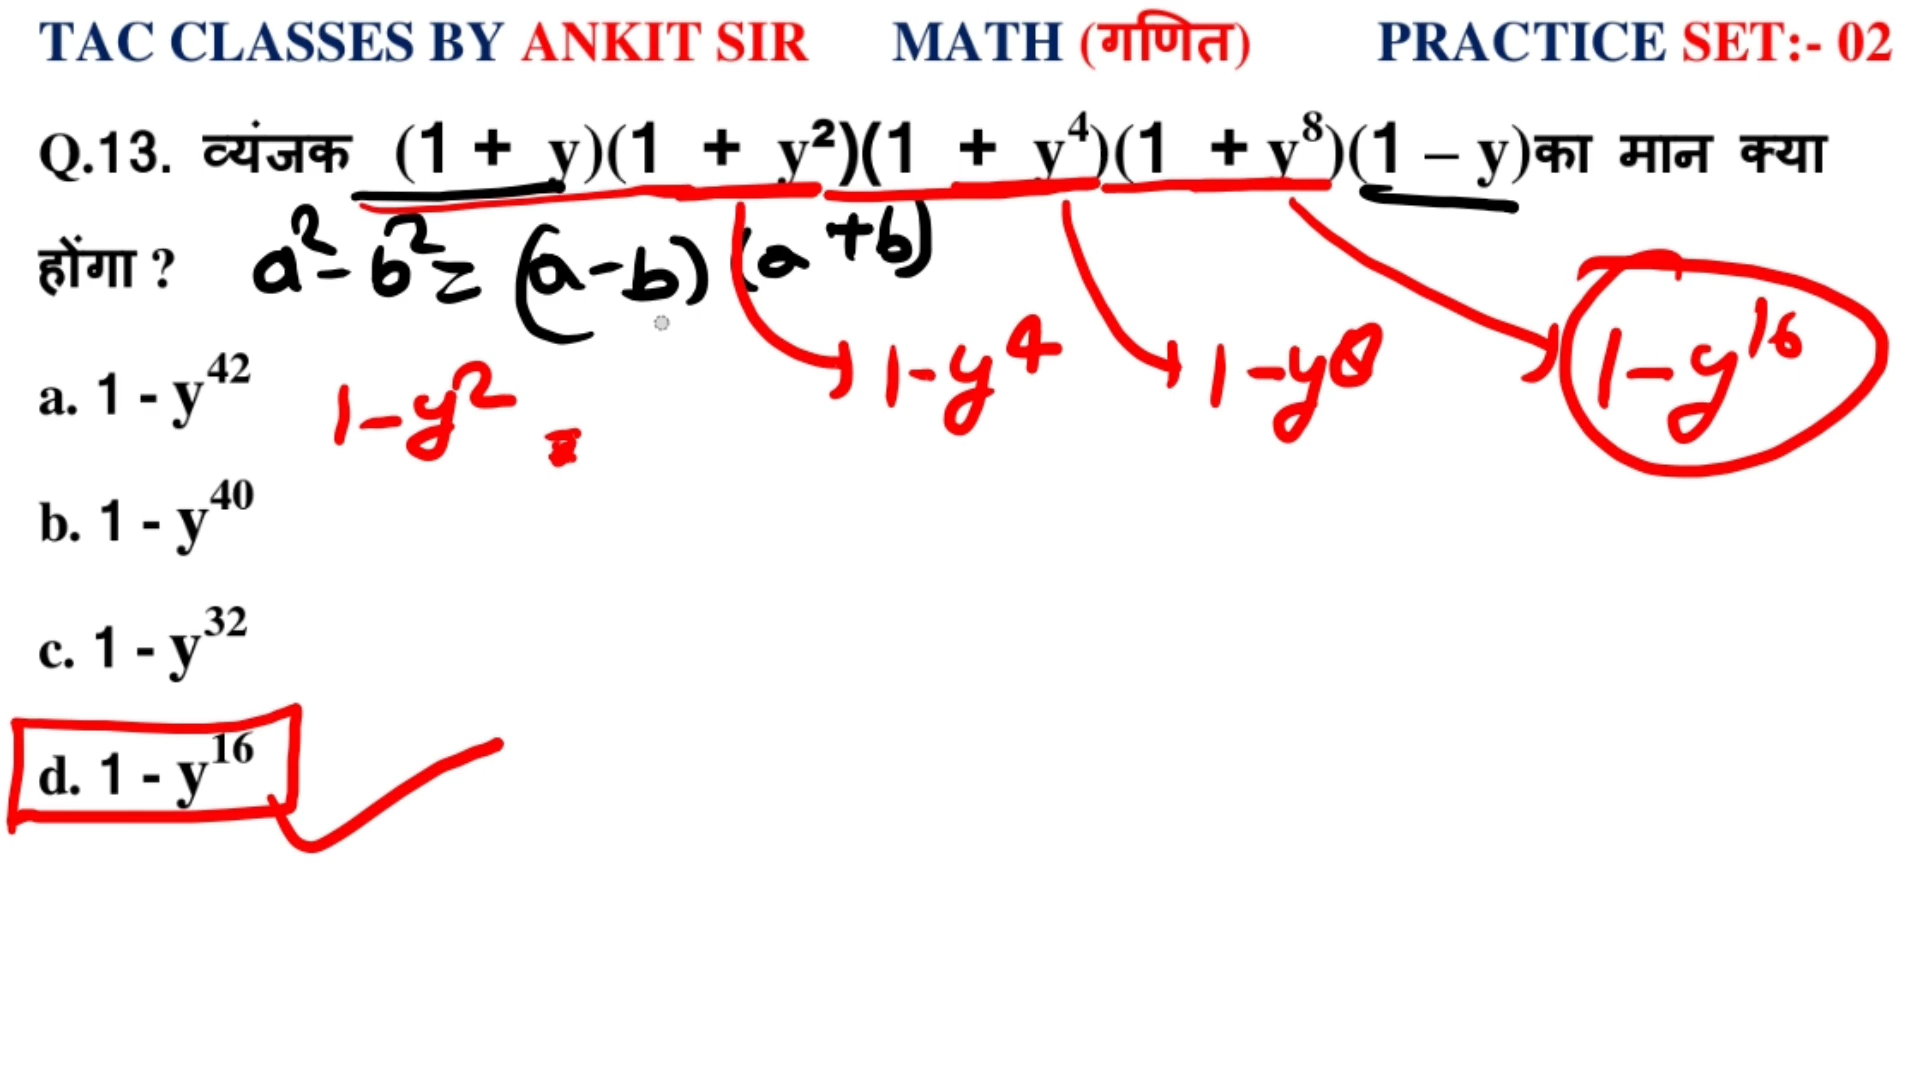 TAC CLASSES BY ANKIT SIR MATH (गणित) PRACTICE SET:- 02
Q.13. व्यंजक (1 + y)(1 + y²)(1 + y⁴)(1 + y⁸)(1 – y)का मान क्या
होंगा ? a² - b² = (a - b) (a + b)
a. 1 - y⁴²
1 - y² = 1 - y⁴ 1 - y⁸ 1 - y¹⁶
b. 1 - y⁴⁰
c. 1 - y³²
d. 1 - y¹⁶